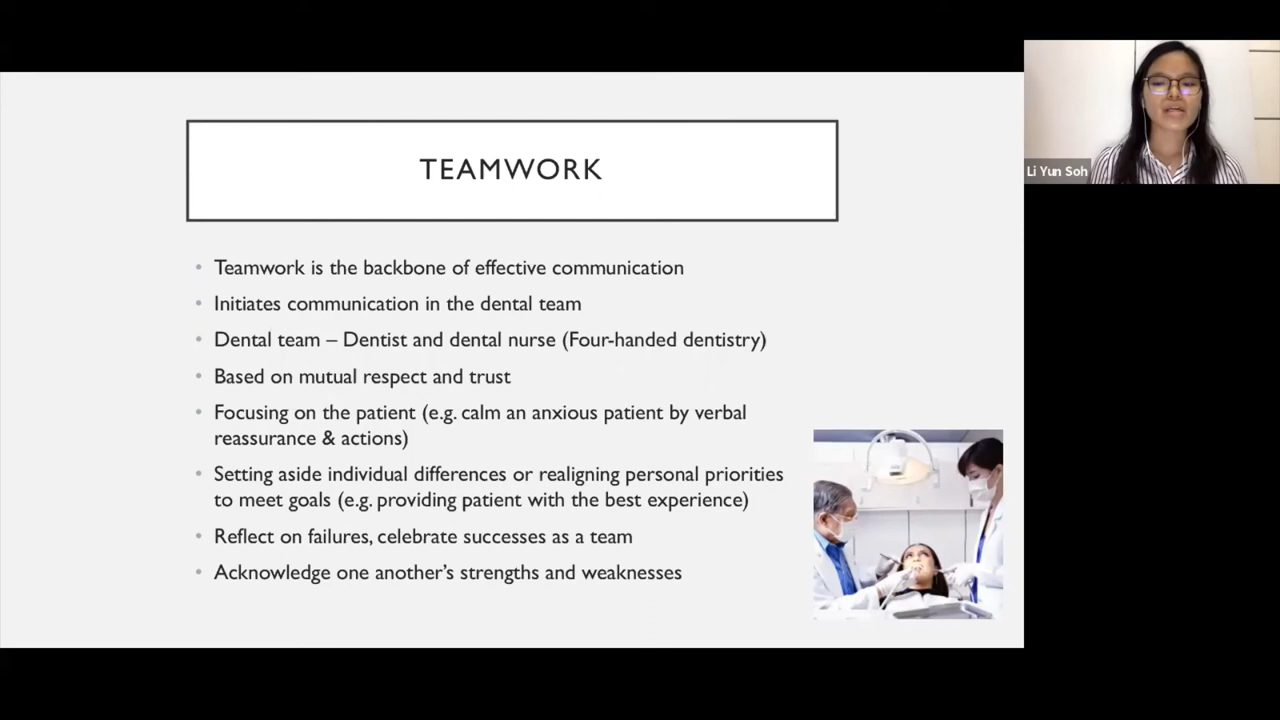 TEAMWORK
Teamwork is the backbone of effective communication
Initiates communication in the dental team
Dental team – Dentist and dental nurse (Four-handed dentistry)
Based on mutual respect and trust
Focusing on the patient (e.g. calm an anxious patient by verbal
reassurance & actions)
Setting aside individual differences or realigning personal priorities
to meet goals (e.g. providing patient with the best experience)
Reflect on failures, celebrate successes as a team
Acknowledge one another’s strengths and weaknesses
Li Yun Soh